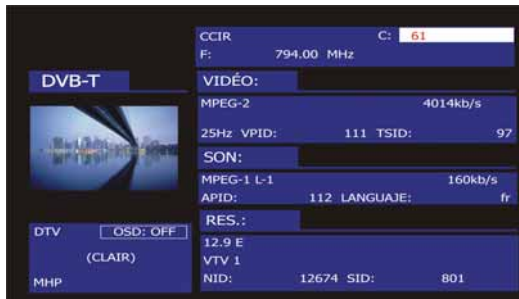 CCIR C: 61
F: 794.00 MHz
DVB-T
VIDÉO:
MPEG-2 4014kb/s
25Hz VPID: 111 TSID: 97
SON:
MPEG-1 L-1 160kb/s
APID: 112 LANGUAJE: fr
RES.:
12.9 E
VTV 1
NID: 12674 SID: 801
DTV OSD: OFF
(CLAIR)
MHP